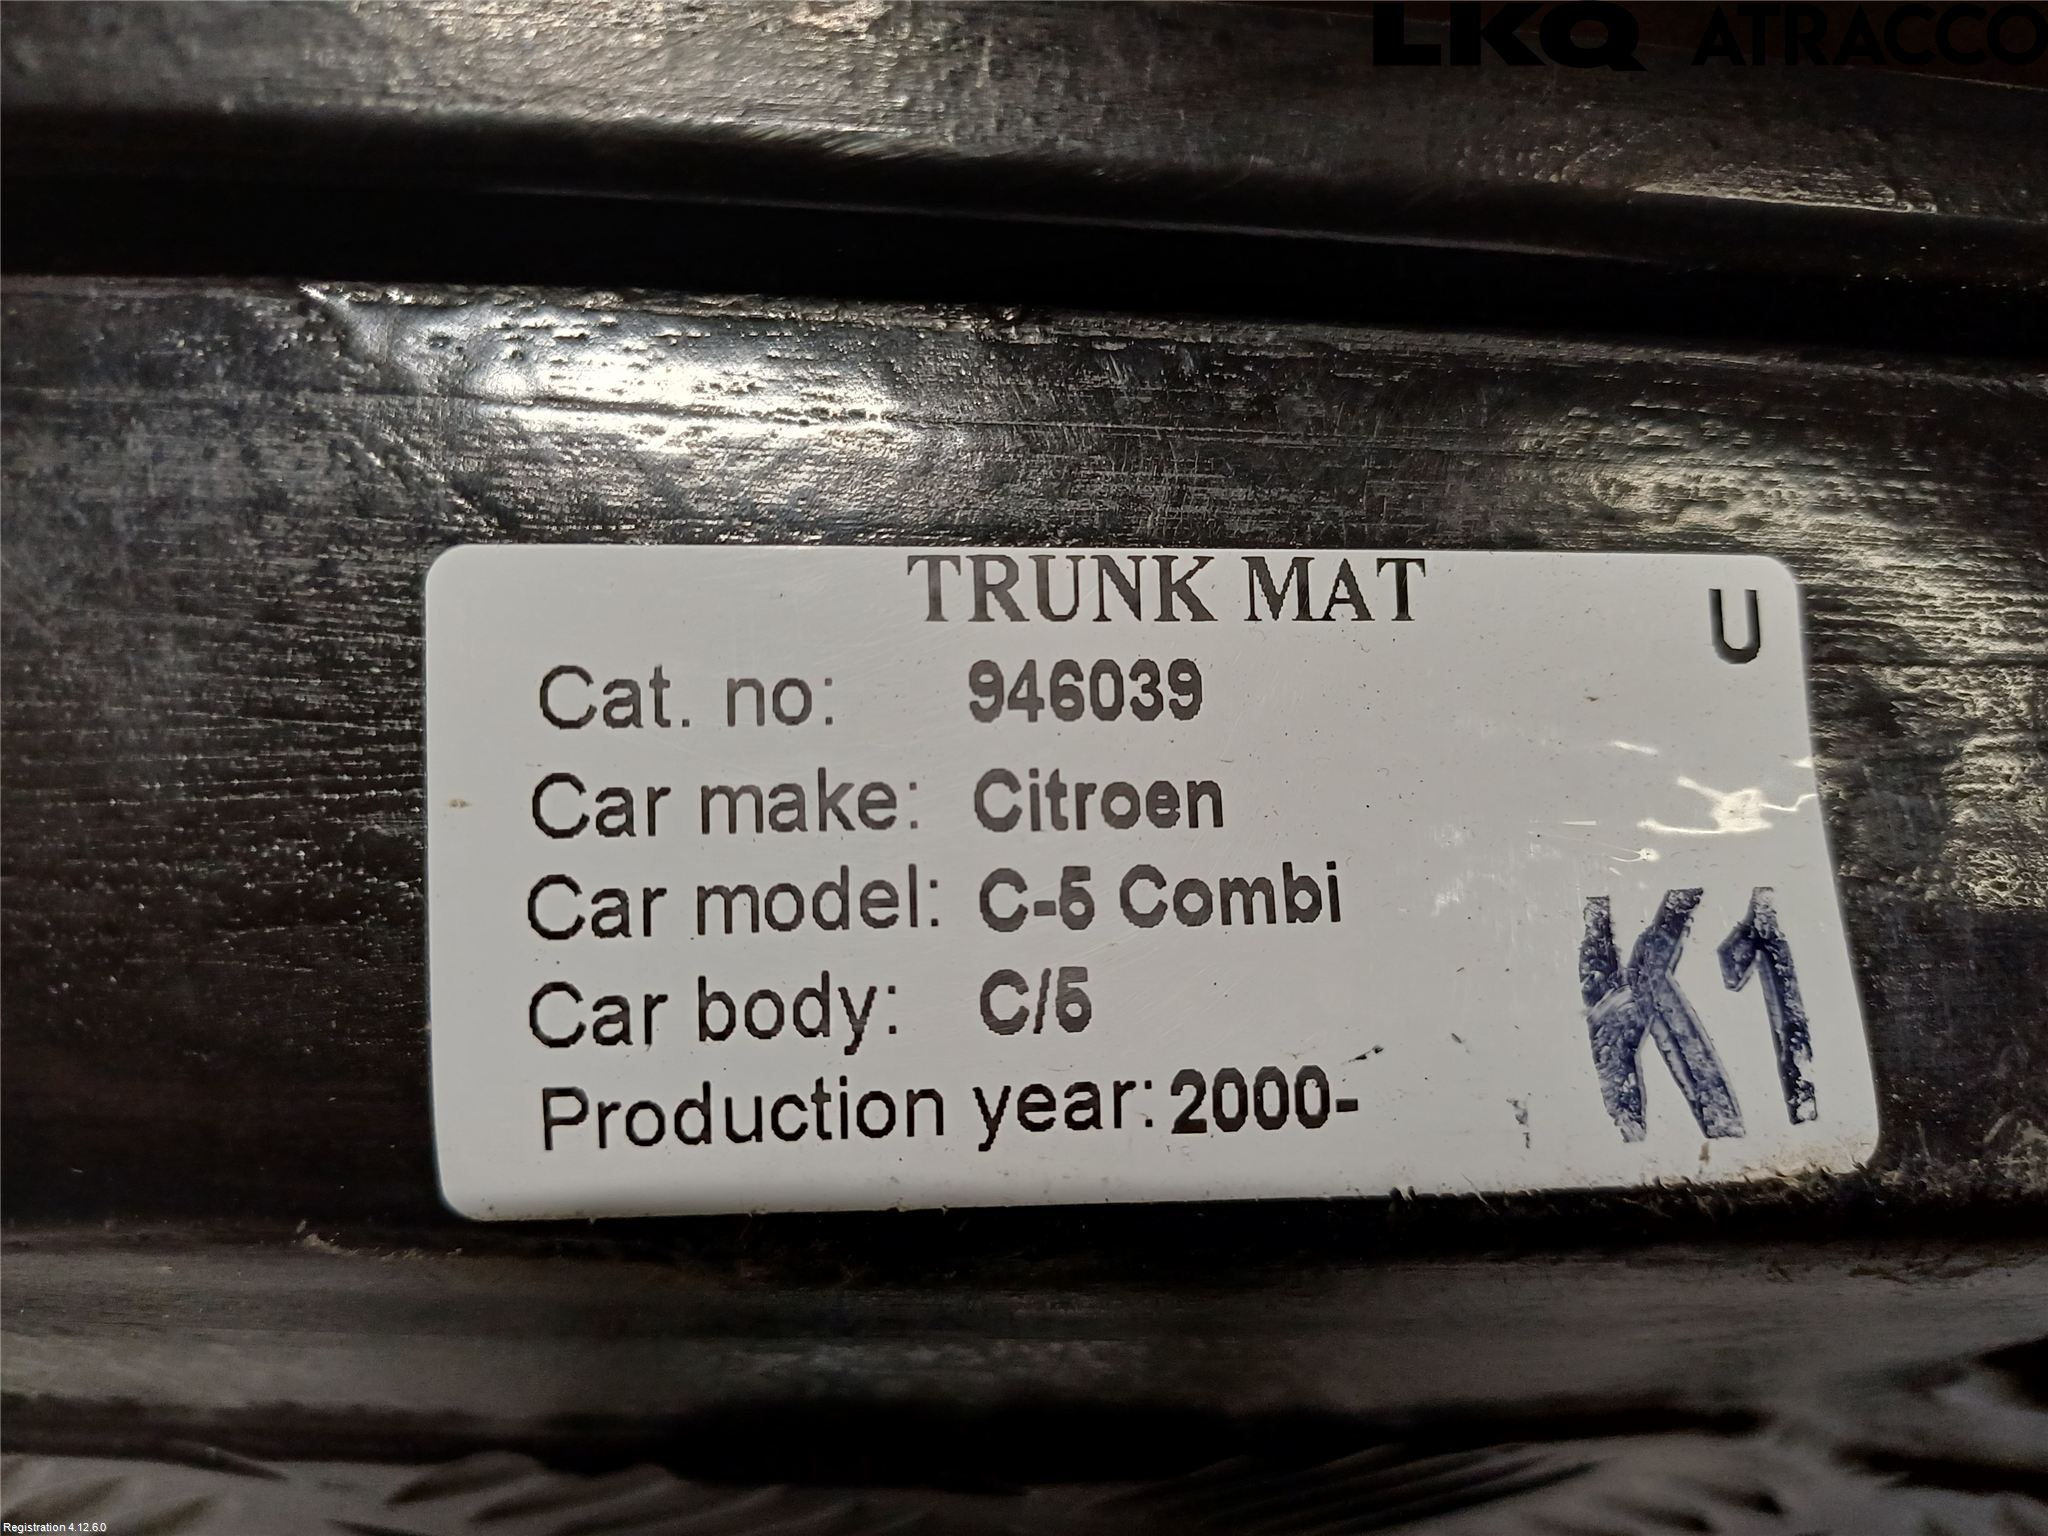 LKQ ATRACCO
TRUNK MAT
U
Cat. no: 946039
Car make: Citroen
Car model: C-5 Combi
Car body: C/5
Production year: 2000-
K1
Registration 4.12.6.0